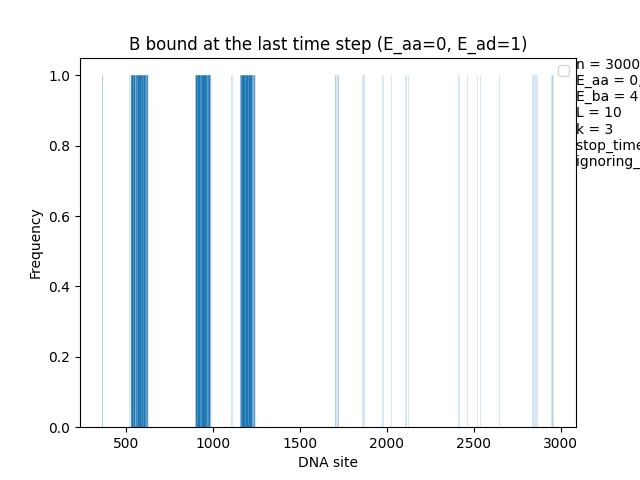 B bound at the last time step (E_aa=0, E_ad=1)
n = 3000
E_aa = 0,
E_ba = 4
L = 10
k = 3
stop_time
ignoring_
Frequency
1.0
0.8
0.6
0.4
0.2
0.0
500 1000 1500 2000 2500 3000
DNA site